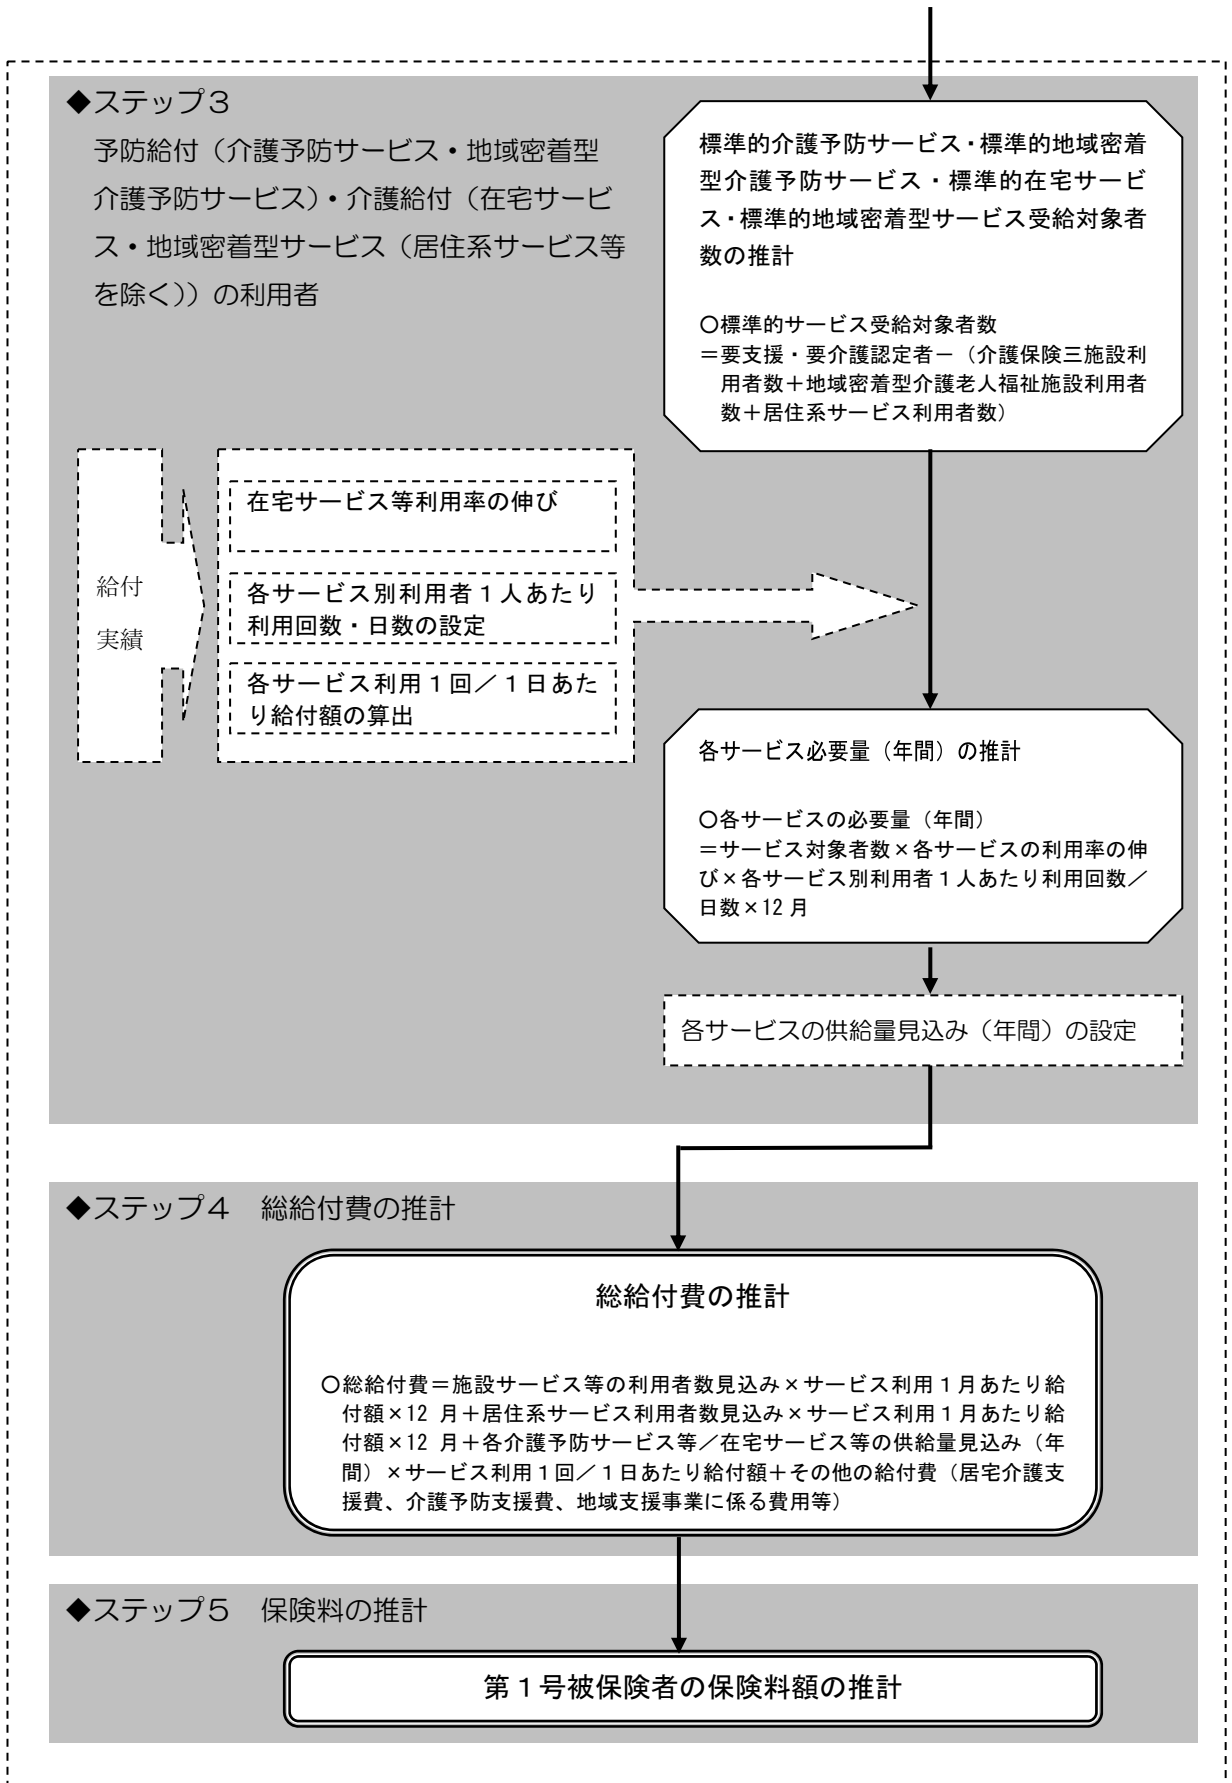 ◆ステップ３
予防給付（介護予防サービス・地域密着型
介護予防サービス）・介護給付（在宅サービ
ス・地域密着型サービス（居住系サービス等
を除く））の利用者
標準的介護予防サービス・標準的地域密着
型介護予防サービス・標準的在宅サービ
ス・標準的地域密着型サービス受給対象者
数の推計
〇標準的サービス受給対象者数
＝要支援・要介護認定者－（介護保険三施設利
用者数＋地域密着型介護老人福祉施設利用者
数＋居住系サービス利用者数）
給付
実績
在宅サービス等利用率の伸び
各サービス別利用者１人あたり
利用回数・日数の設定
各サービス利用１回／１日あた
り給付額の算出
各サービス必要量（年間）の推計
〇各サービスの必要量（年間）
＝サービス対象者数×各サービスの利用率の伸
び×各サービス別利用者１人あたり利用回数／
日数×12 月
各サービスの供給量見込み（年間）の設定
◆ステップ４　総給付費の推計
総給付費の推計
〇総給付費＝施設サービス等の利用者数見込み×サービス利用１月あたり給
付額×12 月＋居住系サービス利用者数見込み×サービス利用１月あたり給
付額×12 月＋各介護予防サービス等／在宅サービス等の供給量見込み（年
間）×サービス利用１回／１日あたり給付額＋その他の給付費（居宅介護支
援費、介護予防支援費、地域支援事業に係る費用等）
◆ステップ５　保険料の推計
第１号被保険者の保険料額の推計